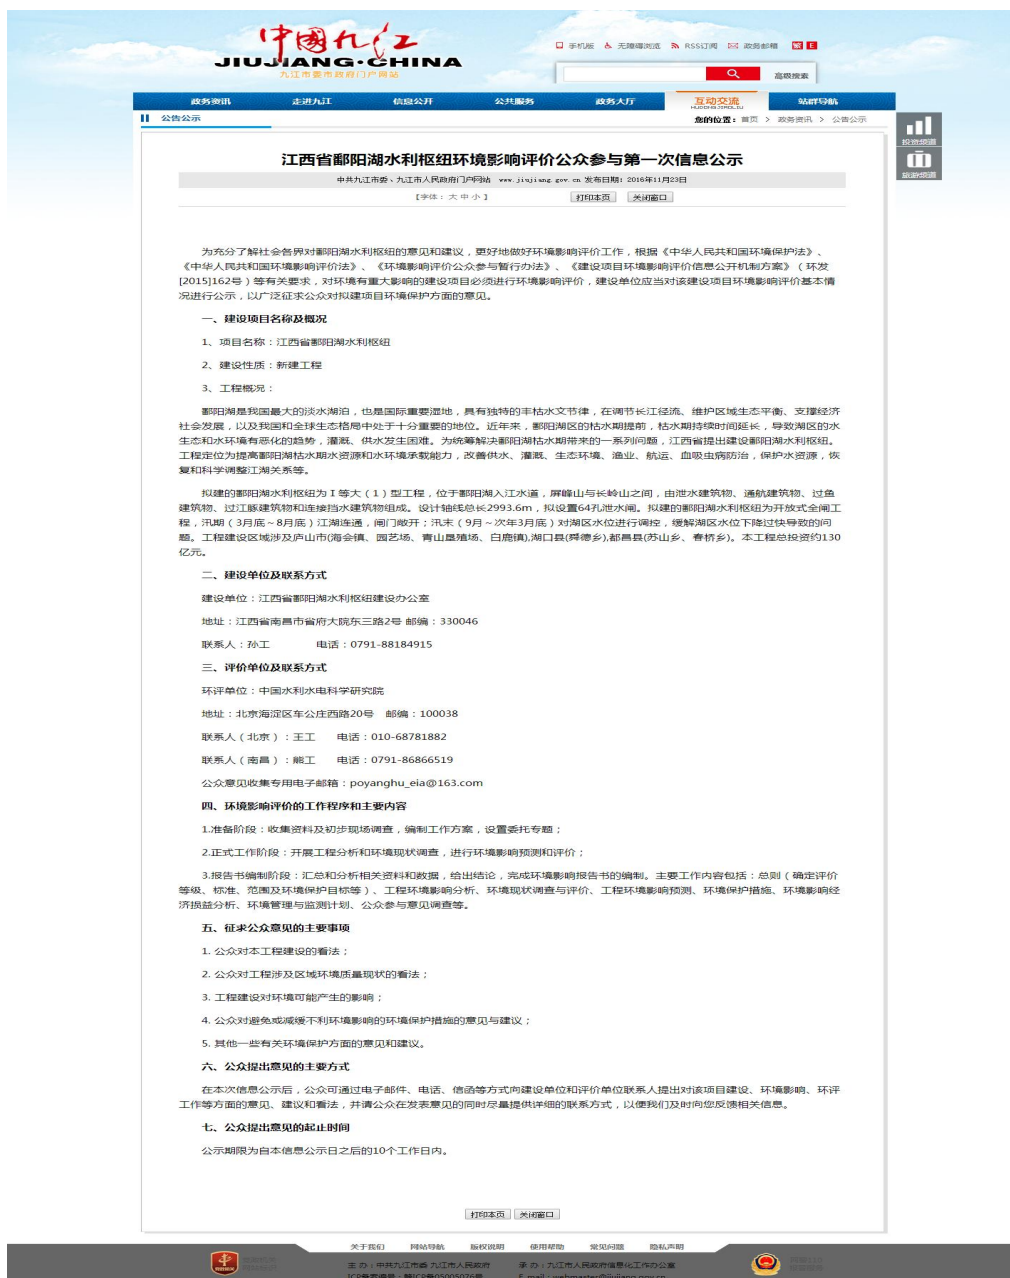 中國九江
JIUJIANG·CHINA
九江市委市政府门户网站
手机版 无障碍浏览 RSS订阅 政务邮箱 繁 E
高级搜索
政务资讯 走进九江 信息公开 公共服务 政务大厅 互动交流 站群导航
HUDONGJIAOLIU
公告公示
您的位置：首页 > 政务资讯 > 公告公示
投资频道
旅游频道
江西省鄱阳湖水利枢纽环境影响评价公众参与第一次信息公示
中共九江市委、九江市人民政府门户网站 www.jiujiang.gov.cn 发布日期：2016年11月23日
【字体：大 中 小】 打印本页 关闭窗口
为充分了解社会各界对鄱阳湖水利枢纽的意见和建议，更好地做好环境影响评价工作，根据《中华人民共和国环境保护法》、
《中华人民共和国环境影响评价法》、《环境影响评价公众参与暂行办法》、《建设项目环境影响评价信息公开机制方案》（环发
[2015]162号）等有关要求，对环境有重大影响的建设项目必须进行环境影响评价，建设单位应当对该建设项目环境影响评价基本情
况进行公示，以广泛征求公众对拟建项目环境保护方面的意见。
一、建设项目名称及概况
1、项目名称：江西省鄱阳湖水利枢纽
2、建设性质：新建工程
3、工程概况：
鄱阳湖是我国最大的淡水湖泊，也是国际重要湿地，具有独特的丰枯水文节律，在调节长江径流、维护区域生态平衡、支撑经济
社会发展，以及我国和全球生态格局中处于十分重要的地位。近年来，鄱阳湖区的枯水期提前，枯水期持续时间延长，导致湖区的水
生态和水环境有恶化的趋势，灌溉、供水发生困难。为统筹解决鄱阳湖枯水期带来的一系列问题，江西省提出建设鄱阳湖水利枢纽。
工程定位为提高鄱阳湖枯水期水资源和水环境承载能力，改善供水、灌溉、生态环境、渔业、航运、血吸虫病防治，保护水资源，恢
复和科学调整江湖关系等。
拟建的鄱阳湖水利枢纽为Ⅰ等大（1）型工程，位于鄱阳湖入江水道，屏峰山与长岭山之间，由泄水建筑物、通航建筑物、过鱼
建筑物、过江豚建筑物和连接挡水建筑物组成。设计轴线总长2993.6m，拟设置64孔泄水闸。拟建的鄱阳湖水利枢纽为开放式全闸工
程，汛期（3月底～8月底）江湖连通，闸门敞开；汛末（9月～次年3月底）对湖区水位进行调控，缓解湖区水位下降过快导致的问
题。工程建设区域涉及庐山市(海会镇、园艺场、青山垦殖场、白鹿镇),湖口县(舜德乡),都昌县(苏山乡、春桥乡)。本工程总投资约130
亿元。
二、建设单位及联系方式
建设单位：江西省鄱阳湖水利枢纽建设办公室
地址：江西省南昌市省府大院东三路2号 邮编：330046
联系人：孙工 电话：0791-88184915
三、评价单位及联系方式
环评单位：中国水利水电科学研究院
地址：北京海淀区车公庄西路20号 邮编：100038
联系人（北京）：王工 电话：010-68781882
联系人（南昌）：熊工 电话：0791-86866519
公众意见收集专用电子邮箱：poyanghu_eia@163.com
四、环境影响评价的工作程序和主要内容
1.准备阶段：收集资料及初步现场调查，编制工作方案，设置委托专题；
2.正式工作阶段：开展工程分析和环境现状调查，进行环境影响预测和评价；
3.报告书编制阶段：汇总和分析相关资料和数据，给出结论，完成环境影响报告书的编制。主要工作内容包括：总则（确定评价
等级、标准、范围及环境保护目标等）、工程环境影响分析、环境现状调查与评价、工程环境影响预测、环境保护措施、环境影响经
济损益分析、环境管理与监测计划、公众参与意见调查等。
五、征求公众意见的主要事项
1. 公众对本工程建设的看法；
2. 公众对工程涉及区域环境质量现状的看法；
3. 工程建设对环境可能产生的影响；
4. 公众对避免或减缓不利环境影响的环境保护措施的意见与建议；
5. 其他一些有关环境保护方面的意见和建议。
六、公众提出意见的主要方式
在本次信息公示后，公众可通过电子邮件、电话、信函等方式向建设单位和评价单位联系人提出对该项目建设、环境影响、环评
工作等方面的意见、建议和看法，并请公众在发表意见的同时尽量提供详细的联系方式，以便我们及时向您反馈相关信息。
七、公众提出意见的起止时间
公示期限为自本信息公示日之后的10个工作日内。
打印本页 关闭窗口
关于我们 网站导航 版权说明 使用帮助 常见问题 隐私声明
主 办：中共九江市委 九江市人民政府 承 办：九江市人民政府信息化工作办公室
ICP备案编号：赣ICP备05005076号 E-mail：webmaster@jiujiang.gov.cn